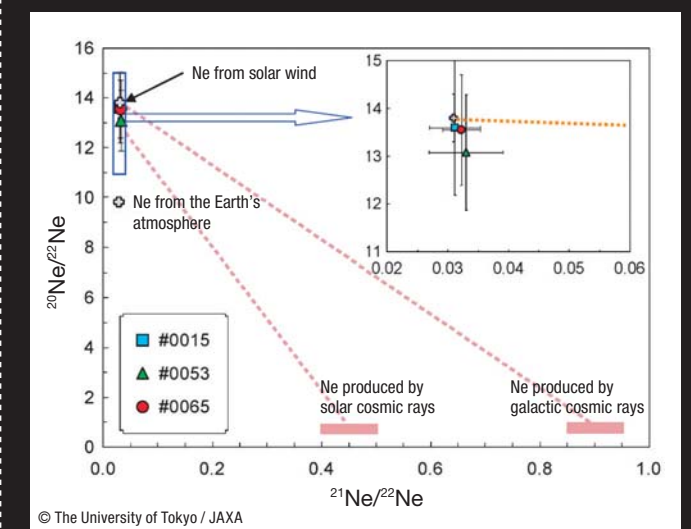 16
14
12
10
8
6
4
2
0
0.0
0.2
0.4
0.6
0.8
1.0
²⁰Ne/²²Ne
²¹Ne/²²Ne
Ne from solar wind
Ne from the Earth's
atmosphere
#0015
#0053
#0065
Ne produced by
solar cosmic rays
Ne produced by
galactic cosmic rays
15
14
13
12
11
0.02
0.03
0.04
0.05
0.06
© The University of Tokyo / JAXA